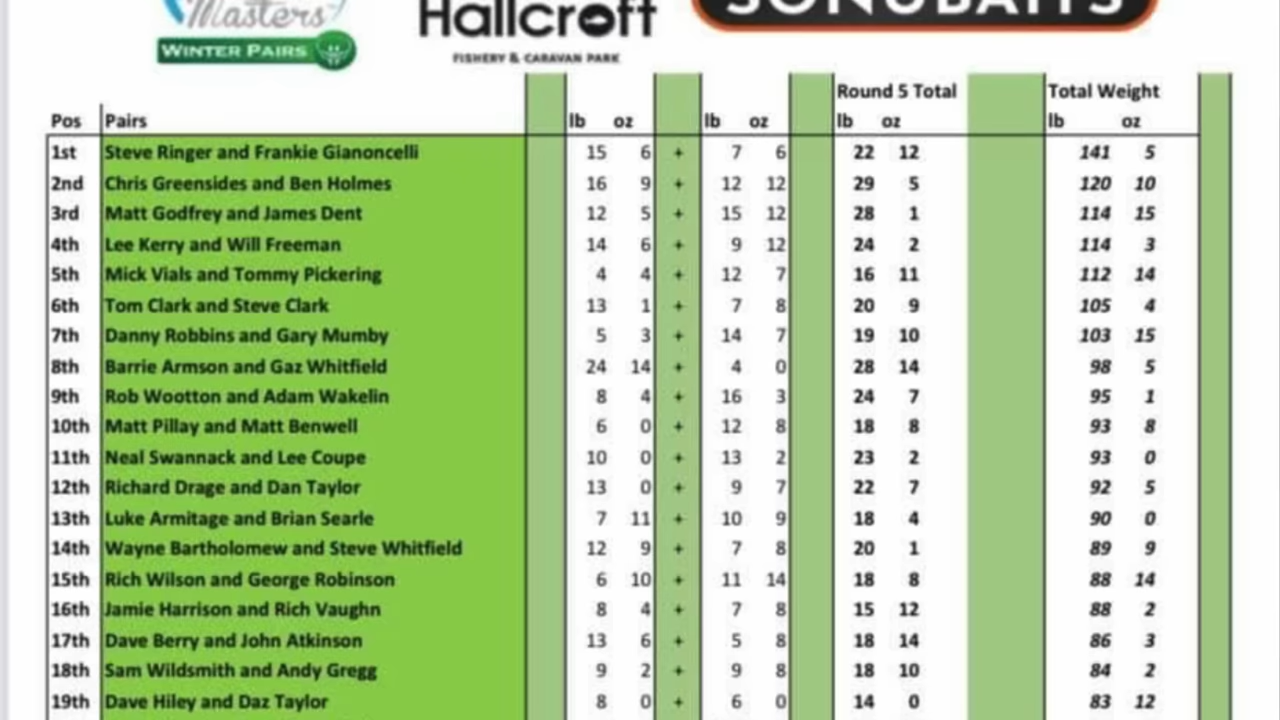 Masters
WINTER PAIRS
Hallcroft
FISHERY & CARAVAN PARK
SONUBAITS
Round 5 Total Total Weight
Pos Pairs lb oz lb oz lb oz lb oz
1st Steve Ringer and Frankie Gianoncelli 15 6 + 7 6 22 12 141 5
2nd Chris Greensides and Ben Holmes 16 9 + 12 12 29 5 120 10
3rd Matt Godfrey and James Dent 12 5 + 15 12 28 1 114 15
4th Lee Kerry and Will Freeman 14 6 + 9 12 24 2 114 3
5th Mick Vials and Tommy Pickering 4 4 + 12 7 16 11 112 14
6th Tom Clark and Steve Clark 13 1 + 7 8 20 9 105 4
7th Danny Robbins and Gary Mumby 5 3 + 14 7 19 10 103 15
8th Barrie Armson and Gaz Whitfield 24 14 + 4 0 28 14 98 5
9th Rob Wootton and Adam Wakelin 8 4 + 16 3 24 7 95 1
10th Matt Pillay and Matt Benwell 6 0 + 12 8 18 8 93 8
11th Neal Swannack and Lee Coupe 10 0 + 13 2 23 2 93 0
12th Richard Drage and Dan Taylor 13 0 + 9 7 22 7 92 5
13th Luke Armitage and Brian Searle 7 11 + 10 9 18 4 90 0
14th Wayne Bartholomew and Steve Whitfield 12 9 + 7 8 20 1 89 9
15th Rich Wilson and George Robinson 6 10 + 11 14 18 8 88 14
16th Jamie Harrison and Rich Vaughn 8 4 + 7 8 15 12 88 2
17th Dave Berry and John Atkinson 13 6 + 5 8 18 14 86 3
18th Sam Wildsmith and Andy Gregg 9 2 + 9 8 18 10 84 2
19th Dave Hiley and Daz Taylor 8 0 + 6 0 14 0 83 12